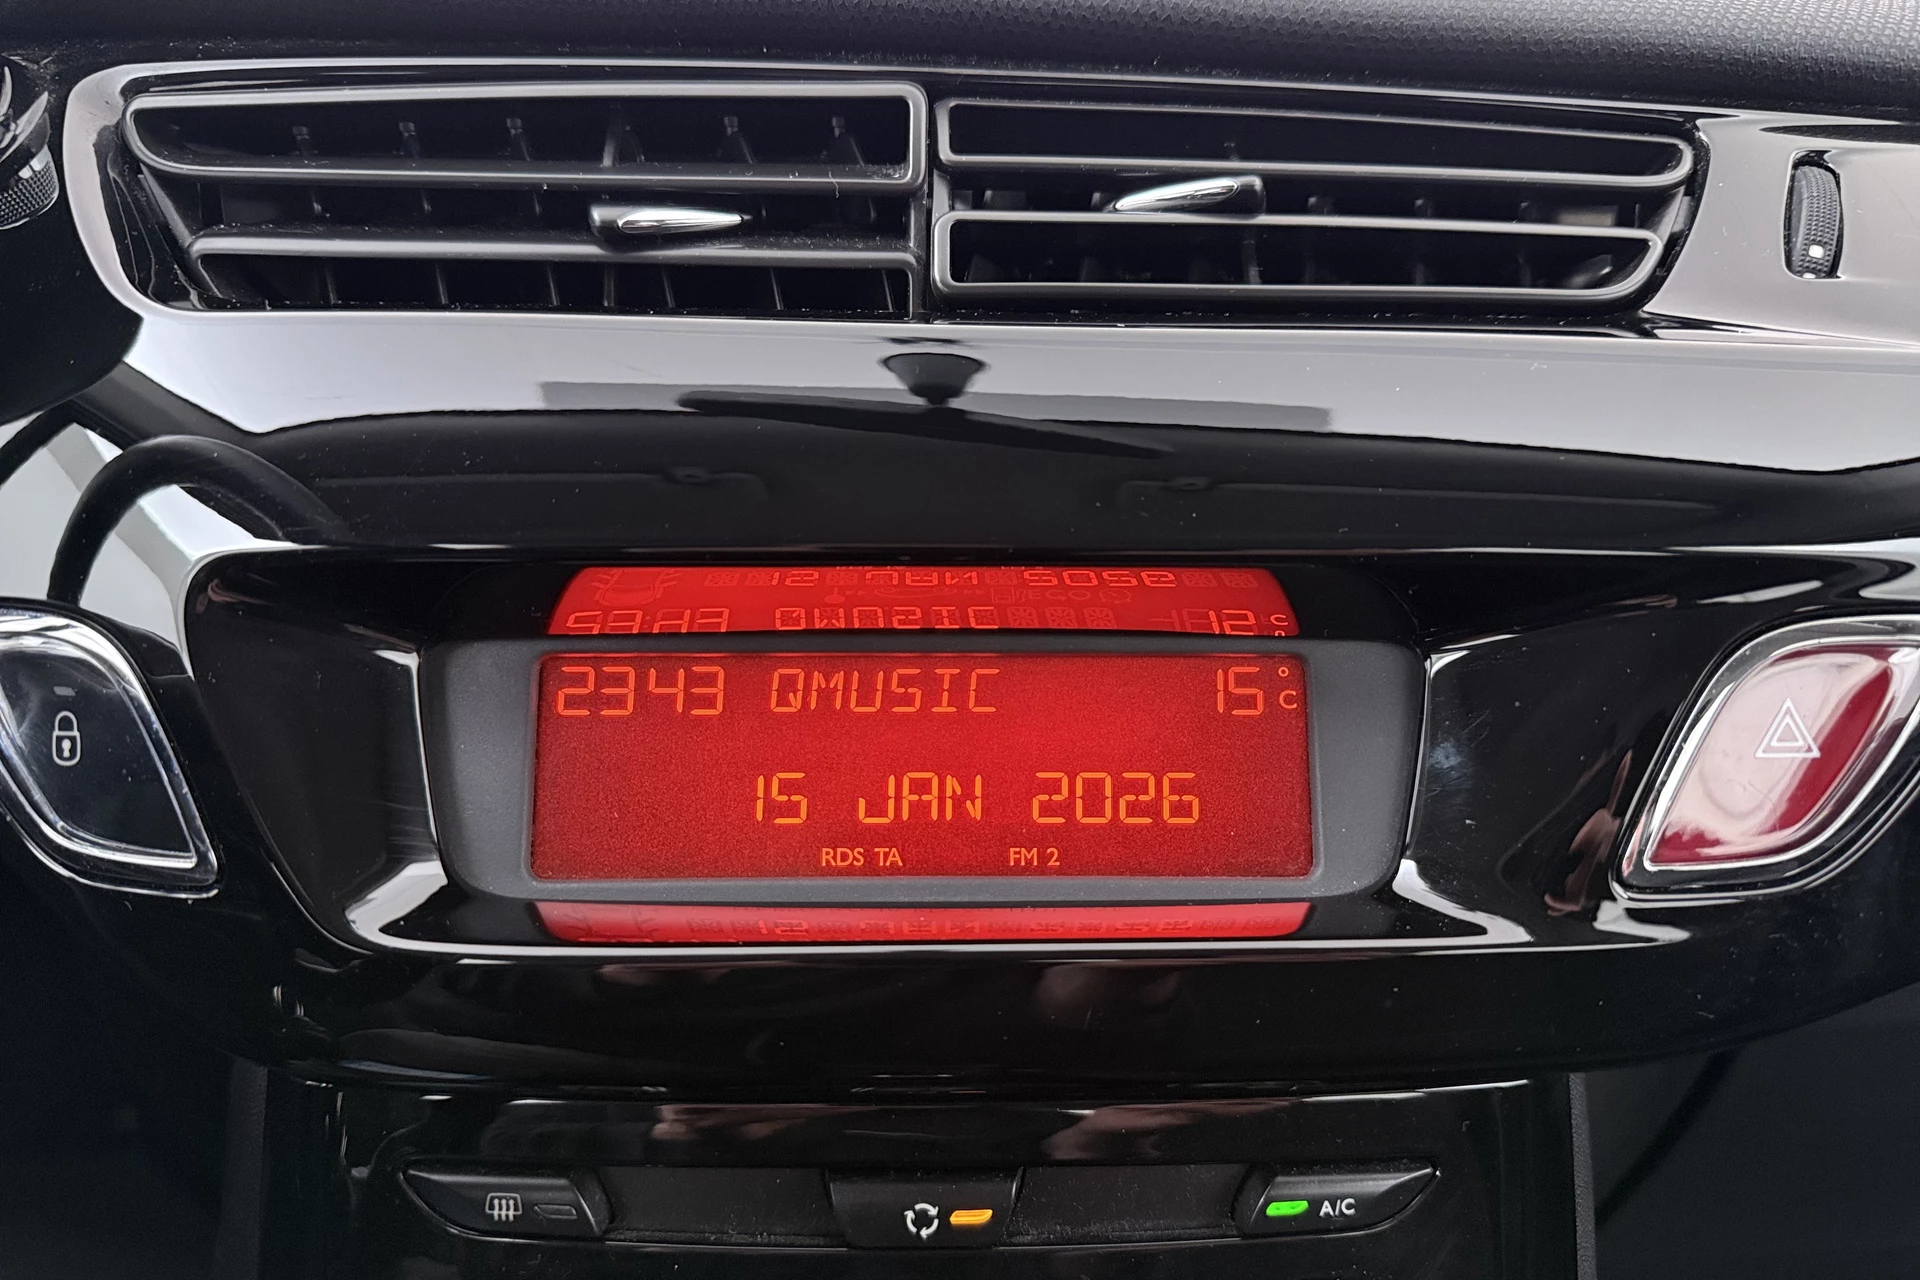 2343 QMUSIC 15°C
15 JAN 2026
RDS TA FM 2
A/C